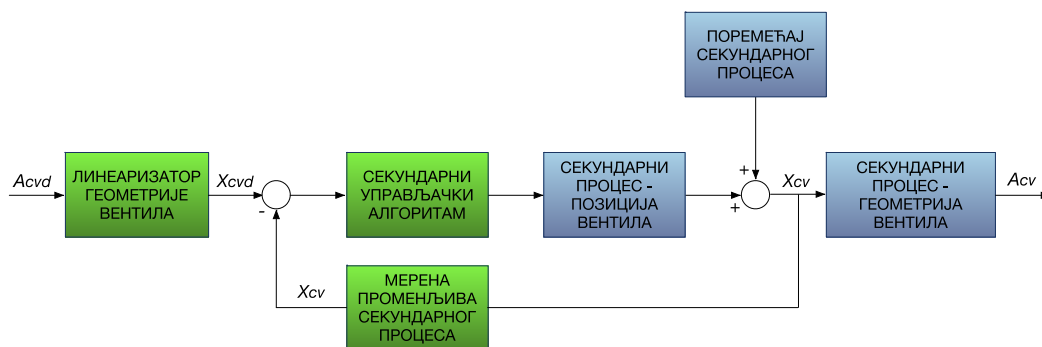 ПОРЕМЕЋАЈ
СЕКУНДАРНОГ
ПРОЦЕСА
Acvd
ЛИНЕАРИЗАТОР
ГЕОМЕТРИЈЕ
ВЕНТИЛА
Xcvd
-
СЕКУНДАРНИ
УПРАВЉАЧКИ
АЛГОРИТАМ
СЕКУНДАРНИ
ПРОЦЕС -
ПОЗИЦИЈА
ВЕНТИЛА
+
+
Xcv
СЕКУНДАРНИ
ПРОЦЕС -
ГЕОМЕТРИЈА
ВЕНТИЛА
Acv
Xcv
МЕРЕНА
ПРОМЕНЉИВА
СЕКУНДАРНОГ
ПРОЦЕСА